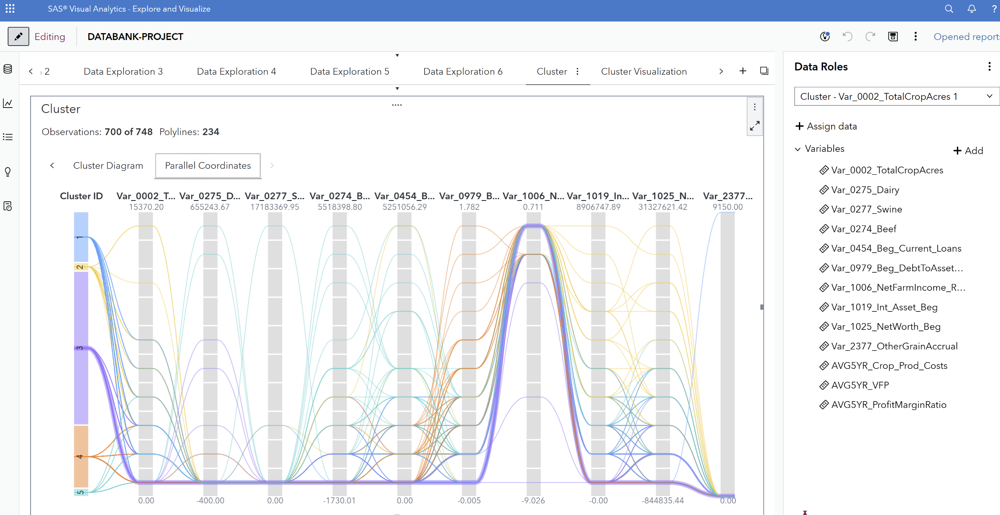 SAS® Visual Analytics - Explore and Visualize
?
Editing
DATABANK-PROJECT
Opened reports
2
Data Exploration 3
Data Exploration 4
Data Exploration 5
Data Exploration 6
Cluster
Cluster Visualization
Cluster
Observations: 700 of 748 Polylines: 234
Cluster Diagram
Parallel Coordinates
Cluster ID Var_0002_T... Var_0275_D... Var_0277_S... Var_0274_B... Var_0454_B... Var_0979_B... Var_1006_N... Var_1019_In... Var_1025_N... Var_2377...
15370.20 655243.67 17183369.95 5518398.80 5251056.29 1.782 0.711 8906747.89 31327621.42 9150.00
1
2
3
4
5
0.00 -400.00 0.00 -1730.01 0.00 -0.005 -9.026 -0.00 -844835.44 0.00
Data Roles
Cluster - Var_0002_TotalCropAcres 1
Assign data
Variables
Add
Var_0002_TotalCropAcres
Var_0275_Dairy
Var_0277_Swine
Var_0274_Beef
Var_0454_Beg_Current_Loans
Var_0979_Beg_DebtToAsset...
Var_1006_NetFarmIncome_R...
Var_1019_Int_Asset_Beg
Var_1025_NetWorth_Beg
Var_2377_OtherGrainAccrual
AVG5YR_Crop_Prod_Costs
AVG5YR_VFP
AVG5YR_ProfitMarginRatio